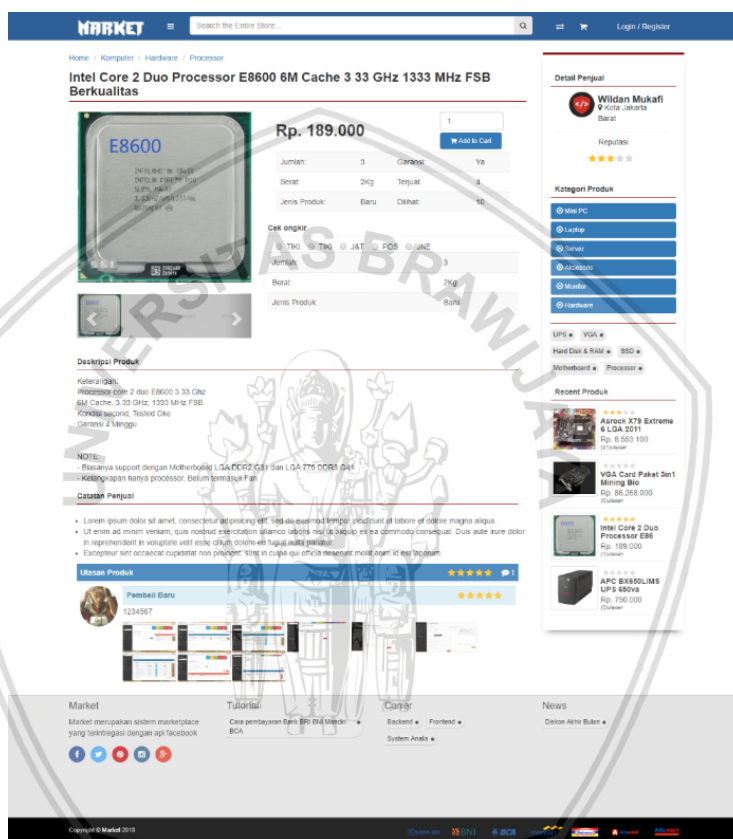 MARKET
Search the Entire Store...
Login / Register
Home / Komputer / Hardware / Processor
Intel Core 2 Duo Processor E8600 6M Cache 3 33 GHz 1333 MHz FSB
Berkualitas
E8600
Rp. 189.000
1
Add to Cart
Jumlah: 3 Garansi: Ya
Berat: 2Kg Terjual: 4
Jenis Produk: Baru Dilihat: 10
Cek ongkir
TIKI TIKI J&T POS JNE
Jumlah: 3
Berat: 2Kg
Jenis Produk: Baru
Deskripsi Produk
Keterangan:
Processor core 2 duo E8600 3.33 Ghz
6M Cache, 3.33 GHz, 1333 MHz FSB
Kondisi second, Tested Oke
Garansi 4 Minggu
NOTE:
- Biasanya support dengan Motherboard LGA DDR2 G31 dan LGA 775 DDR3 G41
- Kelengkapan hanya processor. Belum termasuk Fan
Catatan Penjual
Lorem ipsum dolor sit amet, consectetur adipisicing elit, sed do eiusmod tempor incididunt ut labore et dolore magna aliqua.
Ut enim ad minim veniam, quis nostrud exercitation ullamco laboris nisi ut aliquip ex ea commodo consequat. Duis aute irure dolor
in reprehenderit in voluptate velit esse cillum dolore eu fugiat nulla pariatur.
Excepteur sint occaecat cupidatat non proident, sunt in culpa qui officia deserunt mollit anim id est laborum.
Ulasan Produk
Pembeli Baru
1234567
Detail Penjual
Wildan Mukafi
Kota Jakarta
Barat
Reputasi
Kategori Produk
Mini PC
Laptop
Server
Aksesoris
Monitor
Hardware
UPS VGA
Hard Disk & RAM SSD
Motherboard Processor
Recent Produk
Asrock X79 Extreme
6 LGA 2011
Rp. 8.553.100
VGA Card Paket 3in1
Mining Bio
Rp. 86.268.000
Intel Core 2 Duo
Processor E86
Rp. 189.000
APC BX650LIMS
UPS 650va
Rp. 750.000
Market
Market merupakan sistem marketplace
yang terintregasi dengan api facebook
Tutorial
Cara pembayaran Bank BRI BNI Mandiri
BCA
Carrer
Backend Frontend
System Analis
News
Diskon Akhir Bulan
Copyright © Market 2018
BNI BCA
UNIVERSITAS BRAWIJAYA